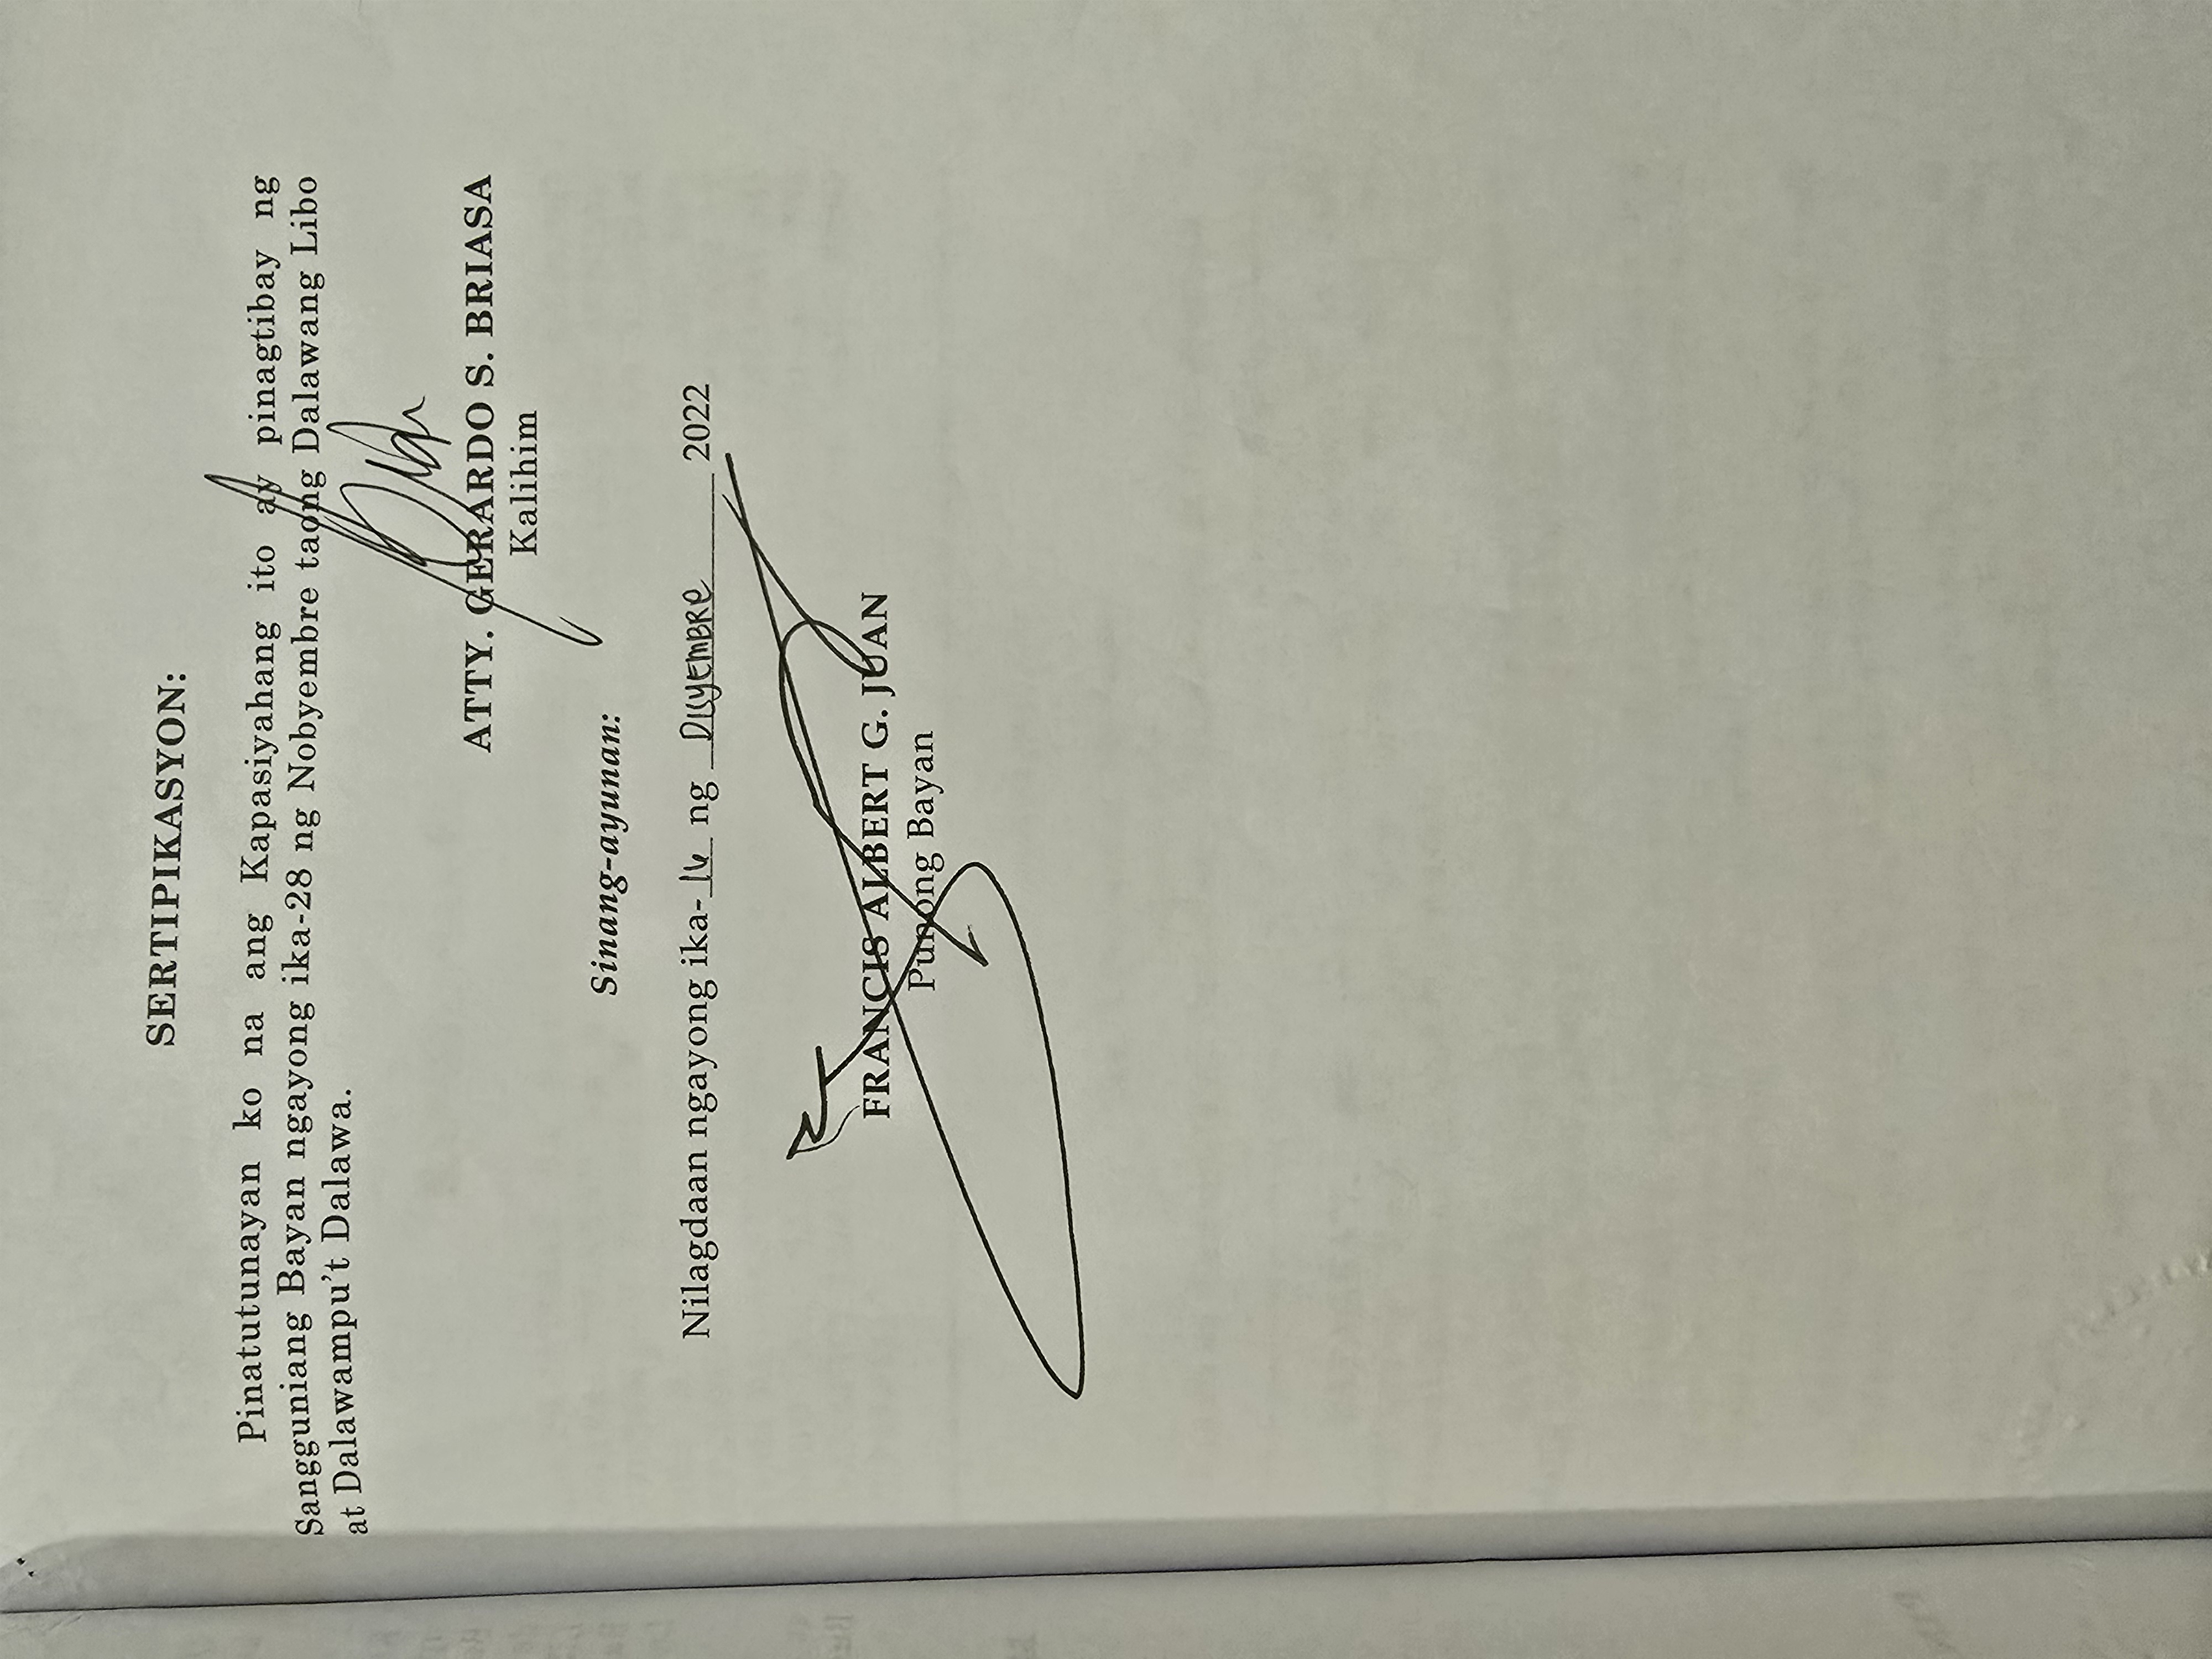 SERTIPIKASYON:
Pinatutunayan ko na ang Kapasiyahang ito ay pinagtibay ng
Sangguniang Bayan ngayong ika-28 ng Nobyembre taong Dalawang Libo
at Dalawampu't Dalawa.
ATTY. GERARDO S. BRIASA
Kalihim
Sinang-ayunan:
Nilagdaan ngayong ika- ng DISYEMBRE 2022
FRANCIS ALBERT G. JUAN
Punong Bayan